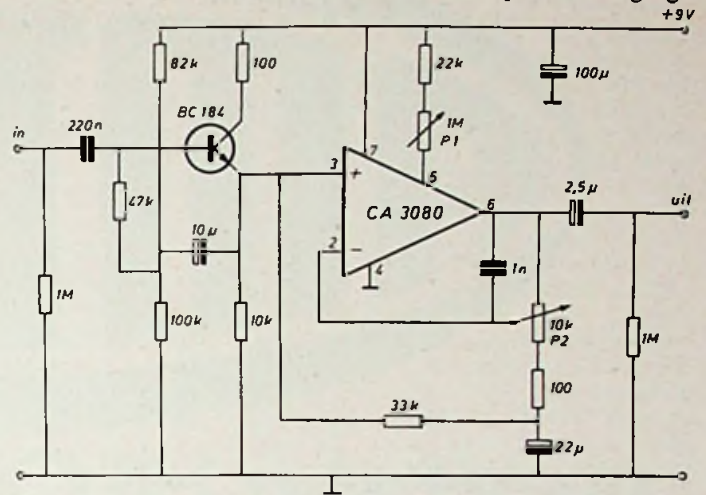 +9V
82k
100
22k
100μ
BC 184
in
220n
1M
P1
47k
10μ
3
+
7
5
CA 3080
6
2,5μ
uit
2
-
4
1n
1M
100k
10k
10k
P2
1M
100
33k
22μ